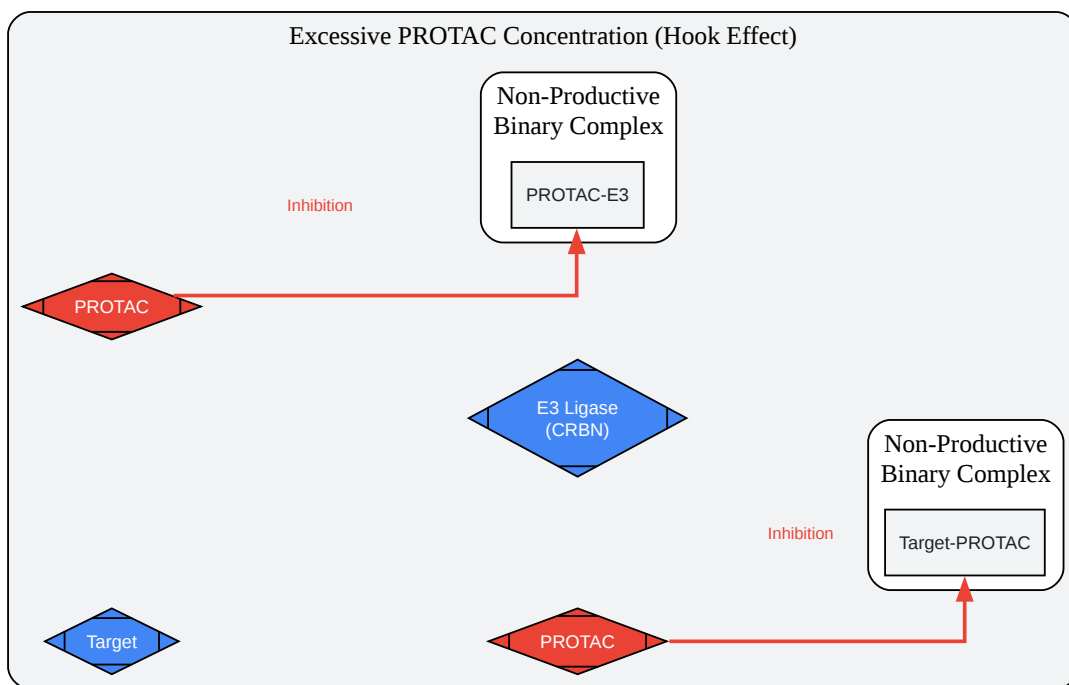 Excessive PROTAC Concentration (Hook Effect)
Non-Productive
Binary Complex
PROTAC-E3
Inhibition
PROTAC
E3 Ligase
(CRBN)
Non-Productive
Binary Complex
Inhibition
Target-PROTAC
Target
PROTAC